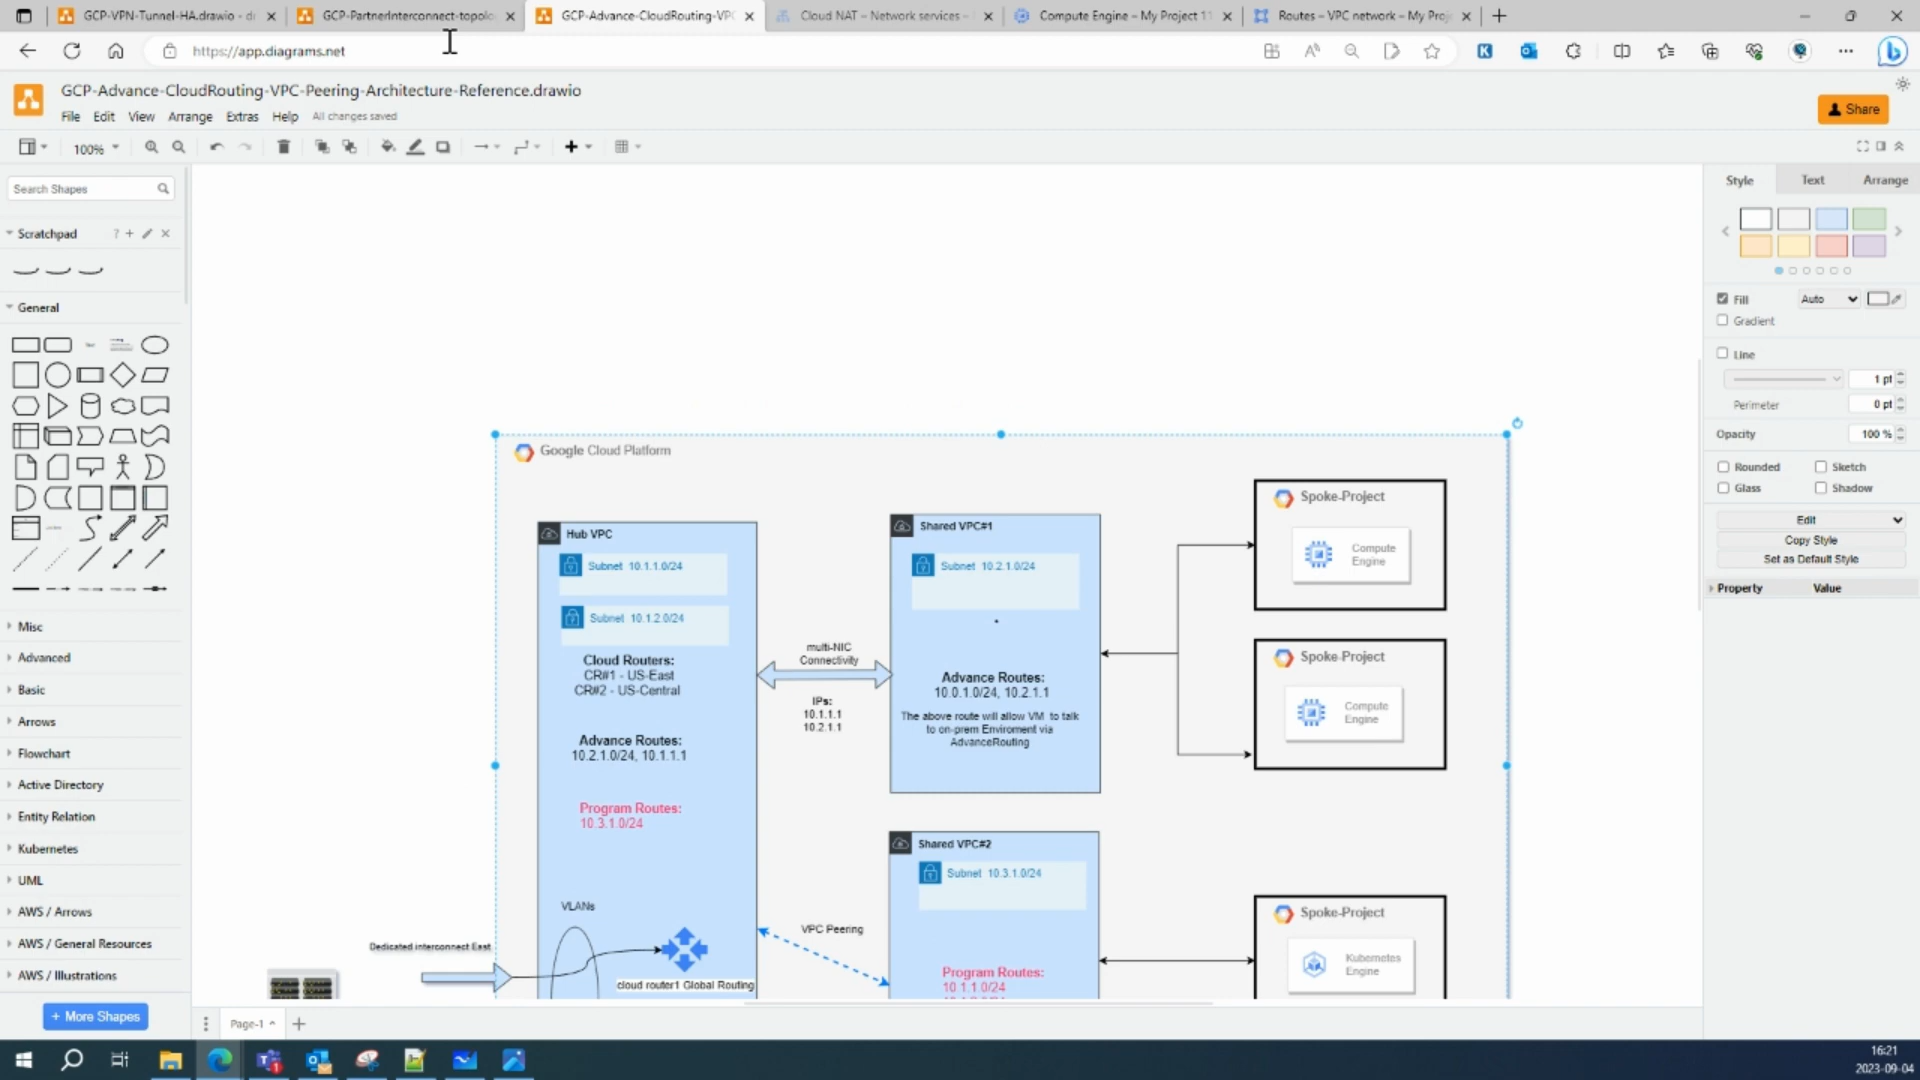 GCP-VPN-Tunnel-HA.drawio - di
GCP-PartnerInterconnect-topolo
GCP-Advance-CloudRouting-VPC
Cloud NAT – Network services –
Compute Engine – My Project 11
Routes – VPC network – My Proj
https://app.diagrams.net
GCP-Advance-CloudRouting-VPC-Peering-Architecture-Reference.drawio
File Edit View Arrange Extras Help All changes saved
Share
100%
Search Shapes
Scratchpad
General
Misc
Advanced
Basic
Arrows
Flowchart
Active Directory
Entity Relation
Kubernetes
UML
AWS / Arrows
AWS / General Resources
AWS / Illustrations
+ More Shapes
Google Cloud Platform
Hub VPC
Subnet 10.1.1.0/24
Subnet 10.1.2.0/24
Cloud Routers:
CR#1 - US-East
CR#2 - US-Central
Advance Routes:
10.2.1.0/24, 10.1.1.1
Program Routes:
10.3.1.0/24
VLANs
Dedicated interconnect East
cloud router1 Global Routing
multi-NIC
Connectivity
IPs:
10.1.1.1
10.2.1.1
VPC Peering
Shared VPC#1
Subnet 10.2.1.0/24
Advance Routes:
10.0.1.0/24, 10.2.1.1
The above route will allow VM to talk
to on-prem Enviroment via
AdvanceRouting
Shared VPC#2
Subnet 10.3.1.0/24
Program Routes:
10.1.1.0/24
Spoke-Project
Compute
Engine
Spoke-Project
Compute
Engine
Spoke-Project
Kubernetes
Engine
Style Text Arrange
Fill Auto
Gradient
Line
1 pt
Perimeter 0 pt
Opacity 100 %
Rounded Sketch
Glass Shadow
Edit
Copy Style
Set as Default Style
Property Value
Page-1
16:21
2023-09-04